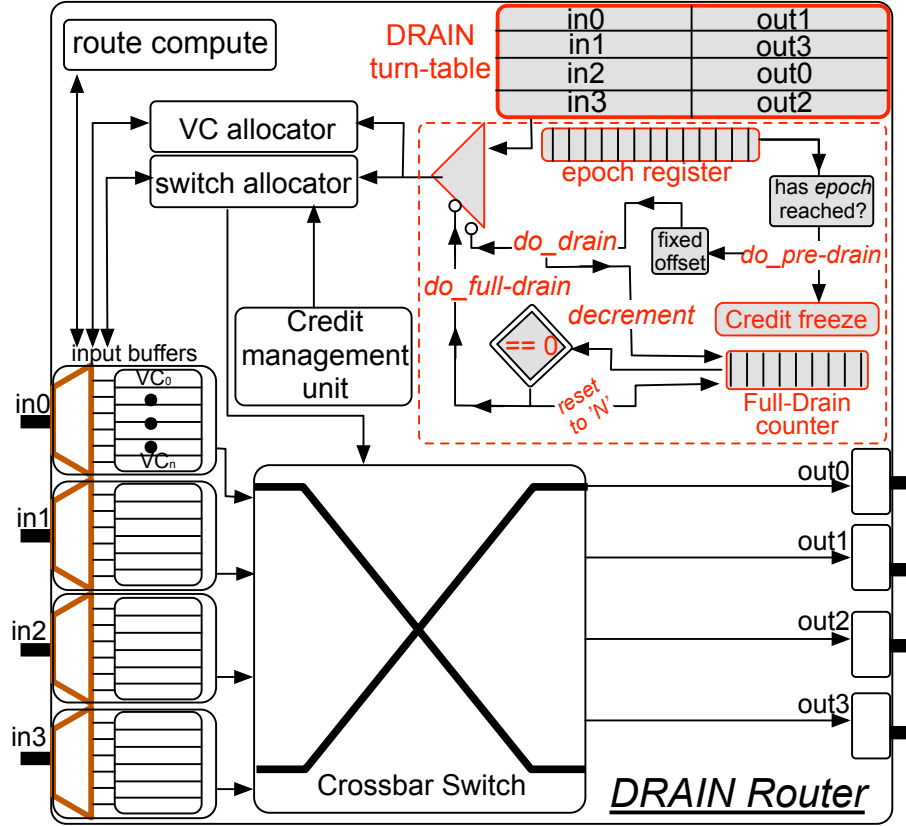 route compute
DRAIN
turn-table
in0 out1
in1 out3
in2 out0
in3 out2
VC allocator
switch allocator
epoch register
has epoch
reached?
do_drain
fixed
offset
do_pre-drain
do_full-drain
Credit
management
unit
decrement
Credit freeze
== 0
reset
to 'N'
Full-Drain
counter
input buffers
VC0
VCn
in0
in1
in2
in3
out0
out1
out2
out3
Crossbar Switch
DRAIN Router